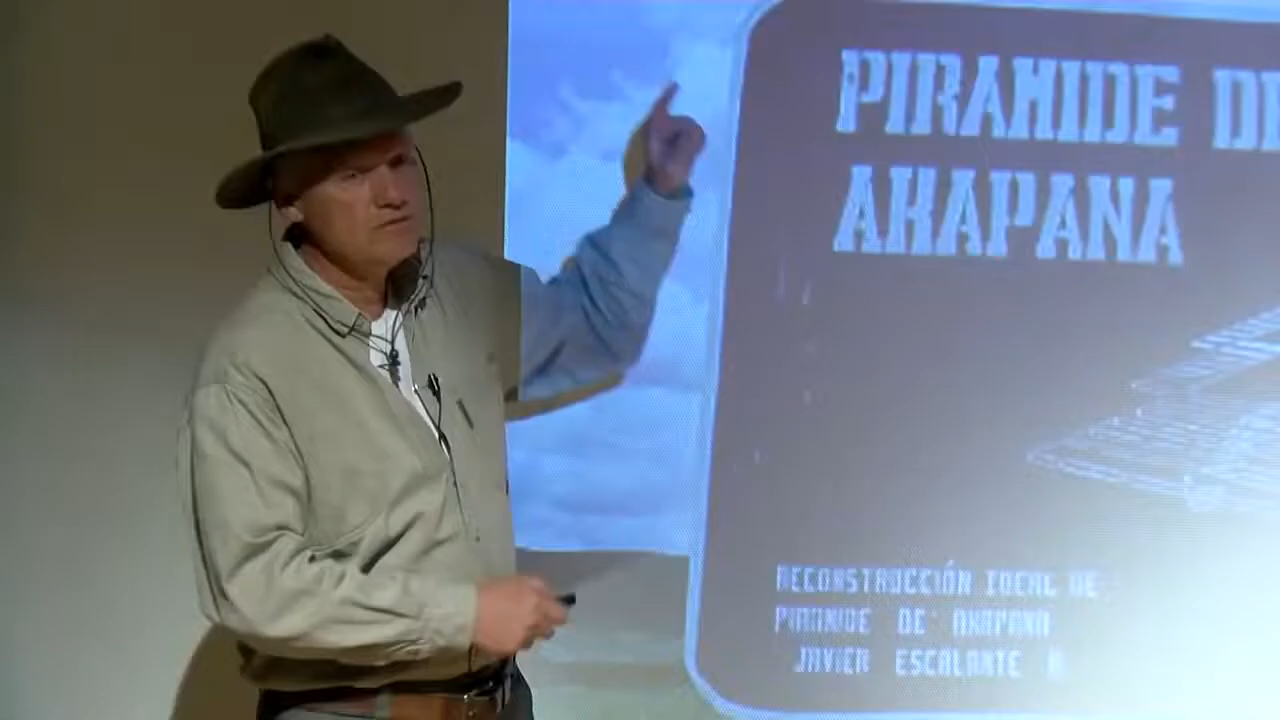 PIRAMIDE DE
AKAPANA
RECONSTRUCCIÓN IDEAL DE
PIRAMIDE DE AKAPANA
JAVIER ESCALANTE